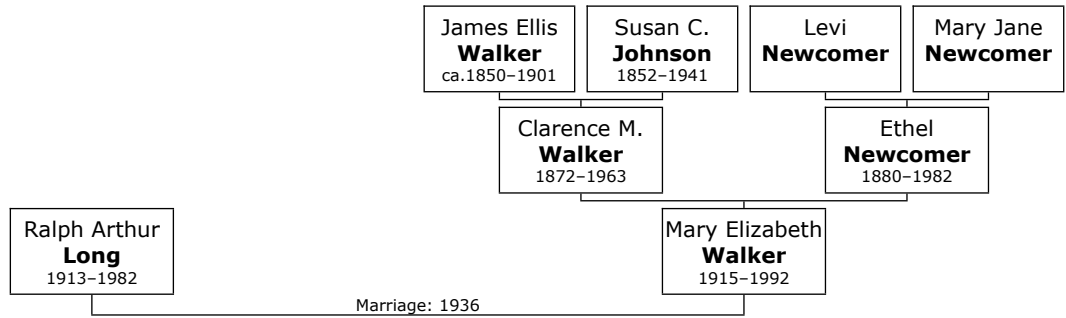 James Ellis
Walker
ca.1850–1901
Susan C.
Johnson
1852–1941
Levi
Newcomer
Mary Jane
Newcomer
Clarence M.
Walker
1872–1963
Ethel
Newcomer
1880–1982
Ralph Arthur
Long
1913–1982
Mary Elizabeth
Walker
1915–1992
Marriage: 1936